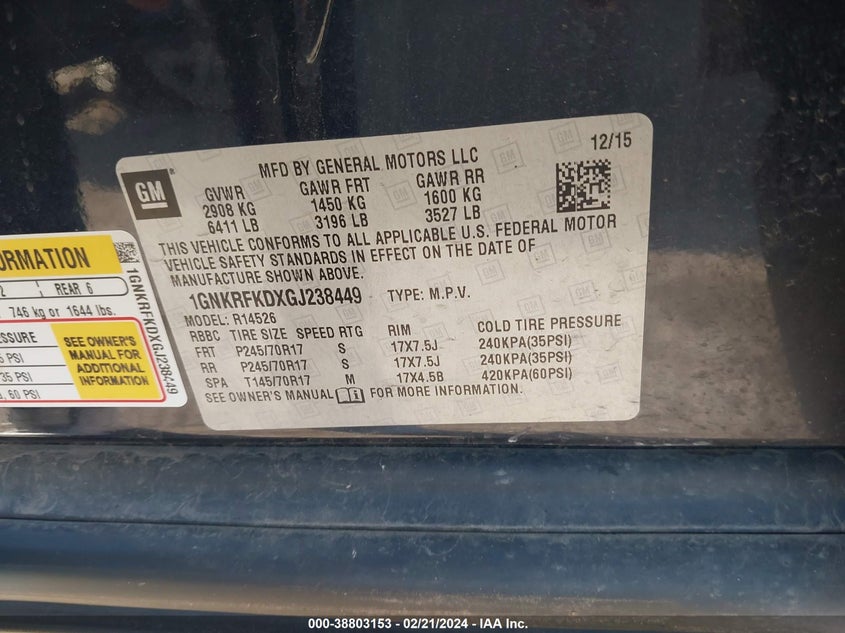 12/15
MFD BY GENERAL MOTORS LLC
GM
GVWR GAWR FRT GAWR RR
2908 KG 1450 KG 1600 KG
6411 LB 3196 LB 3527 LB
THIS VEHICLE CONFORMS TO ALL APPLICABLE U.S. FEDERAL MOTOR
VEHICLE SAFETY STANDARDS IN EFFECT ON THE DATE OF
MANUFACTURE SHOWN ABOVE.
1GNKRFKDXGJ238449 TYPE: M.P.V.
MODEL: R14526
RBBC TIRE SIZE SPEED RTG RIM COLD TIRE PRESSURE
FRT P245/70R17 S 17X7.5J 240KPA(35PSI)
RR P245/70R17 S 17X7.5J 240KPA(35PSI)
SPA T145/70R17 M 17X4.5B 420KPA(60PSI)
SEE OWNER'S MANUAL FOR MORE INFORMATION.
ORMATION
2 REAR 6
746 kg or 1644 lbs.
ESSURE
5 PSI
35 PSI
, 60 PSI
SEE OWNER'S
MANUAL FOR
ADDITIONAL
INFORMATION
1GNKRFKDXGJ238449
000-38803153 / 02/21/2024 - IAA Inc.